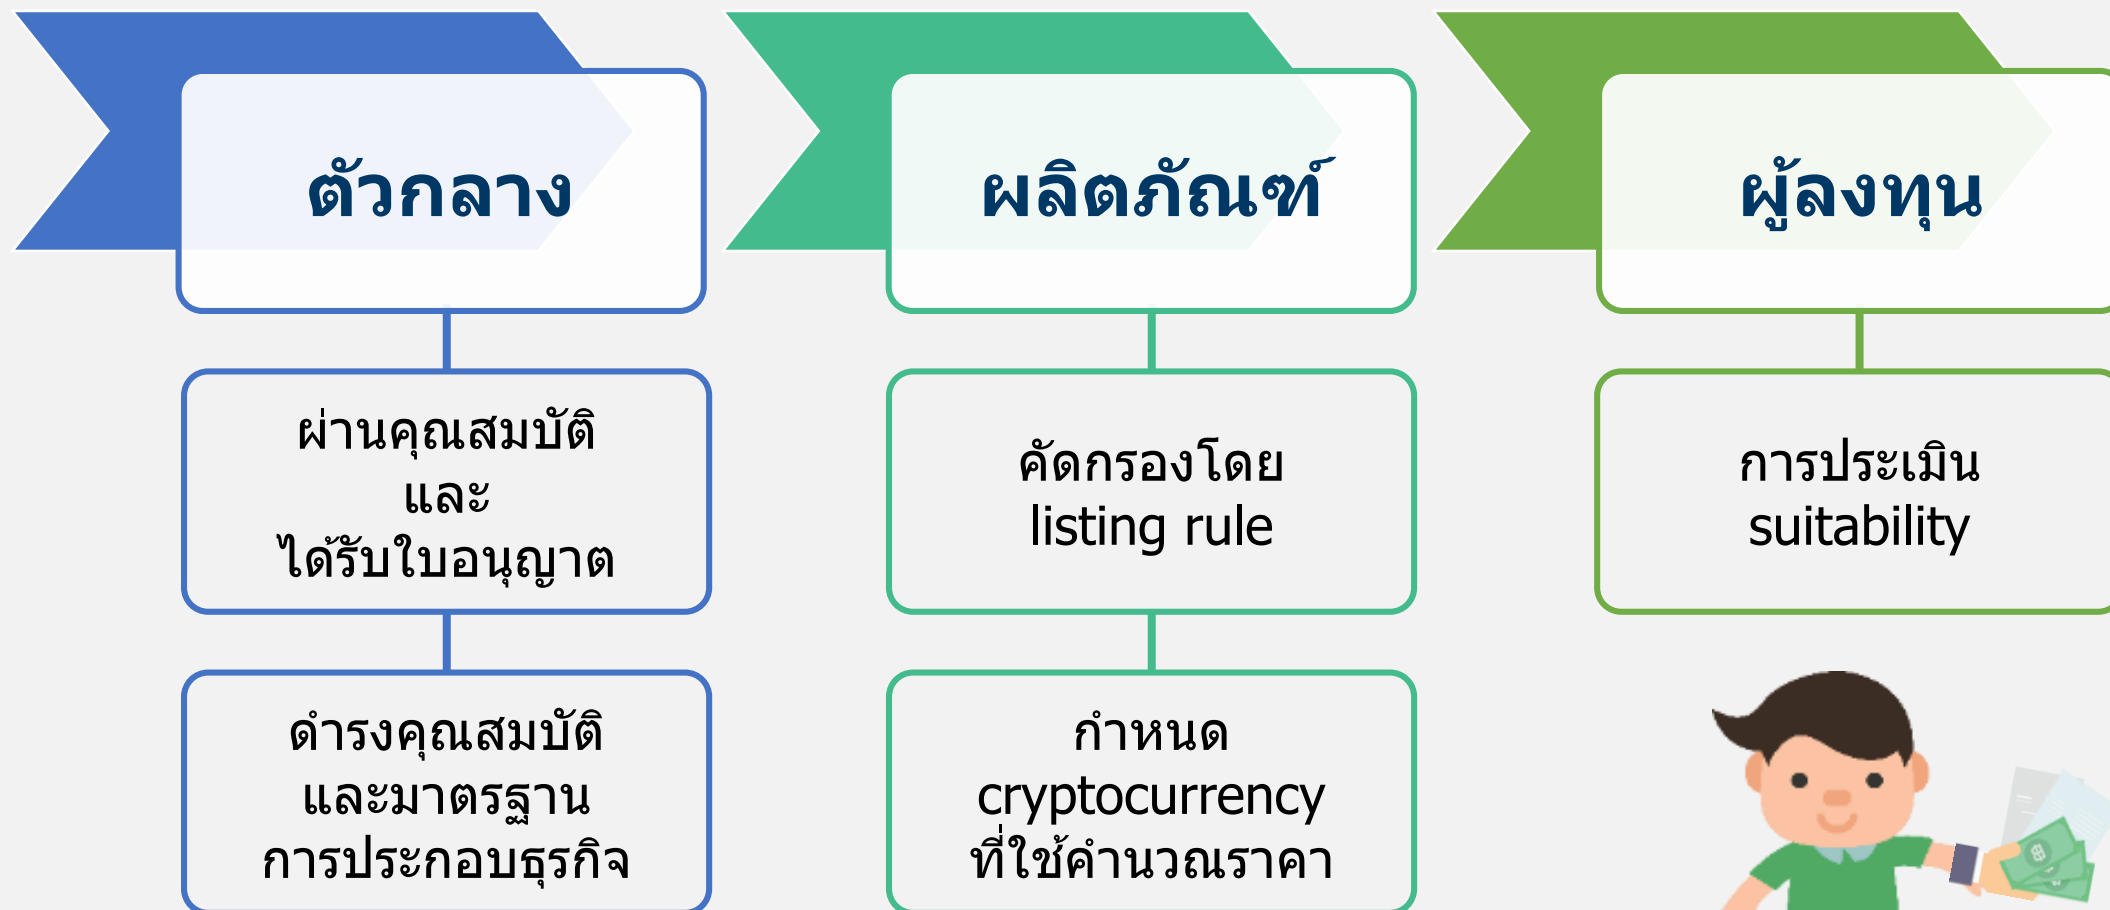 ตัวกลาง
ผ่านคุณสมบัติ
และ
ได้รับใบอนุญาต
ดำรงคุณสมบัติ
และมาตรฐาน
การประกอบธุรกิจ
ผลิตภัณฑ์
คัดกรองโดย
listing rule
กำหนด
cryptocurrency
ที่ใช้คำนวณราคา
ผู้ลงทุน
การประเมิน
suitability